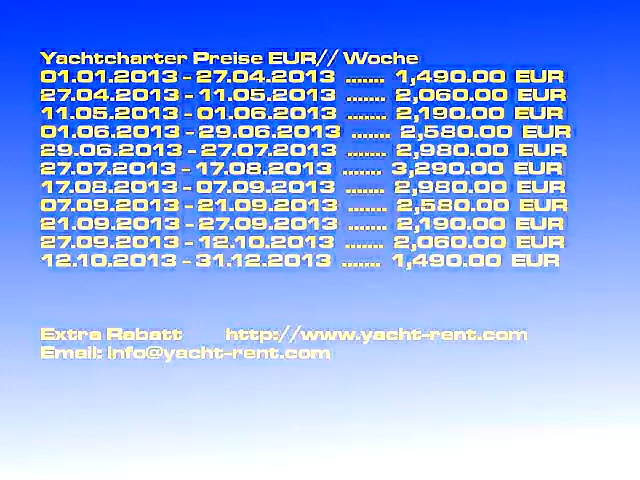 Yachtcharter Preise EUR// Woche
01.01.2013 - 27.04.2013 ....... 1,490.00 EUR
27.04.2013 - 11.05.2013 ....... 2,060.00 EUR
11.05.2013 - 01.06.2013 ....... 2,190.00 EUR
01.06.2013 - 29.06.2013 ....... 2,580.00 EUR
29.06.2013 - 27.07.2013 ....... 2,980.00 EUR
27.07.2013 - 17.08.2013 ....... 3,290.00 EUR
17.08.2013 - 07.09.2013 ....... 2,980.00 EUR
07.09.2013 - 21.09.2013 ....... 2,580.00 EUR
21.09.2013 - 27.09.2013 ....... 2,190.00 EUR
27.09.2013 - 12.10.2013 ....... 2,060.00 EUR
12.10.2013 - 31.12.2013 ....... 1,490.00 EUR
Extra Rabatt http://www.yacht-rent.com
Email: info@yacht-rent.com